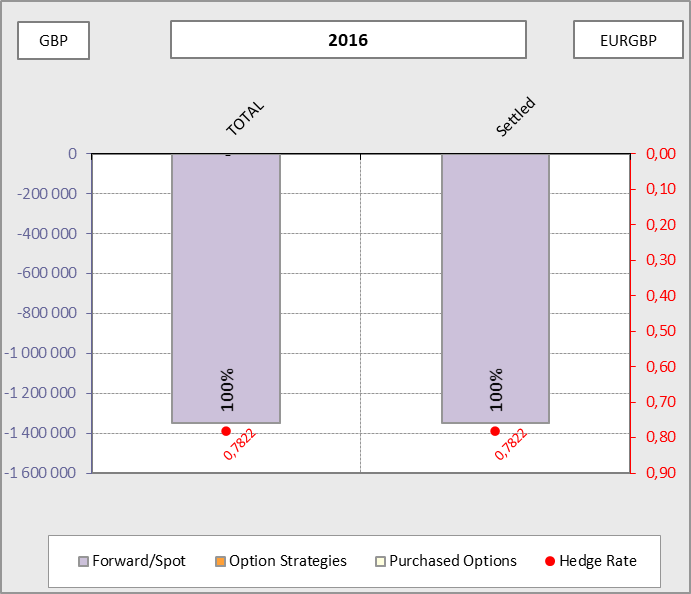 GBP
2016
EURGBP
TOTAL
Settled
0
-200 000
-400 000
-600 000
-800 000
-1 000 000
-1 200 000
-1 400 000
-1 600 000
0,00
0,10
0,20
0,30
0,40
0,50
0,60
0,70
0,80
0,90
100%
100%
0,7822
0,7822
Forward/Spot
Option Strategies
Purchased Options
Hedge Rate